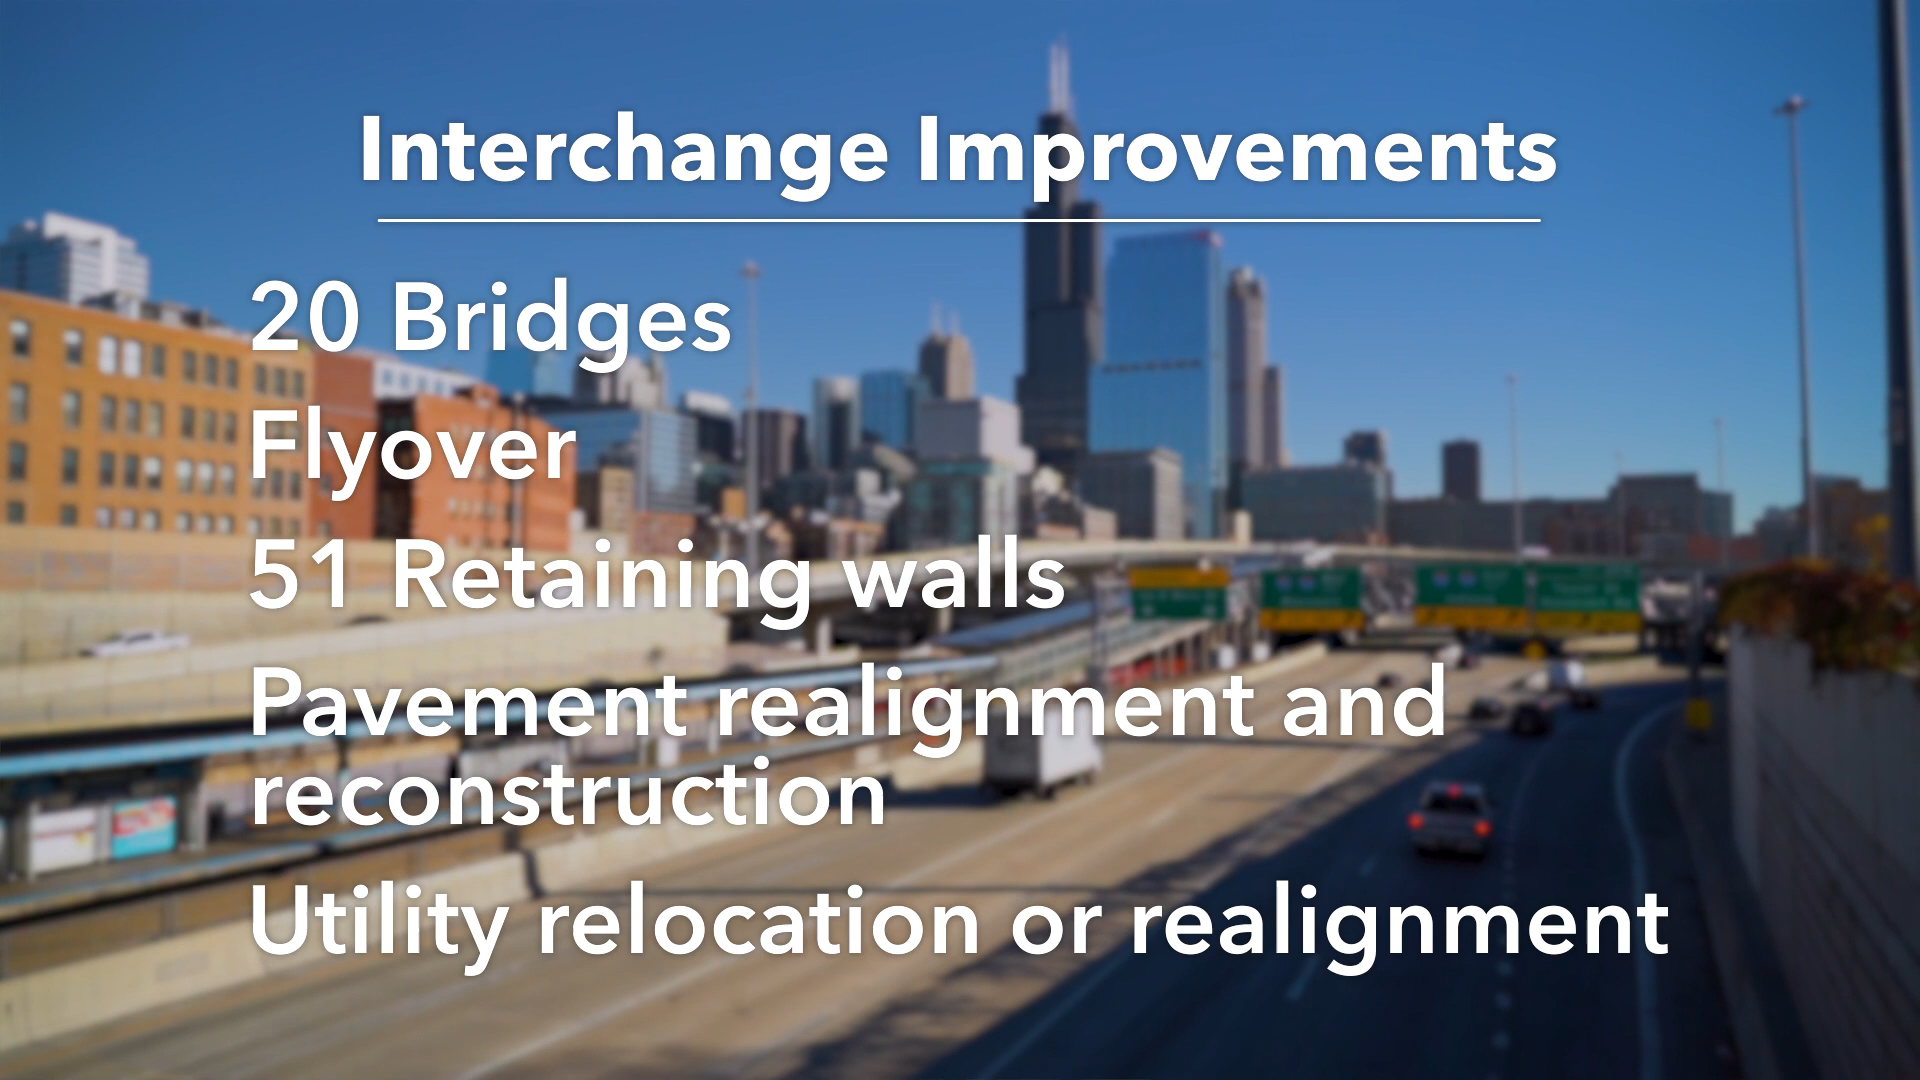 Interchange Improvements
20 Bridges
Flyover
51 Retaining walls
Pavement realignment and
reconstruction
Utility relocation or realignment